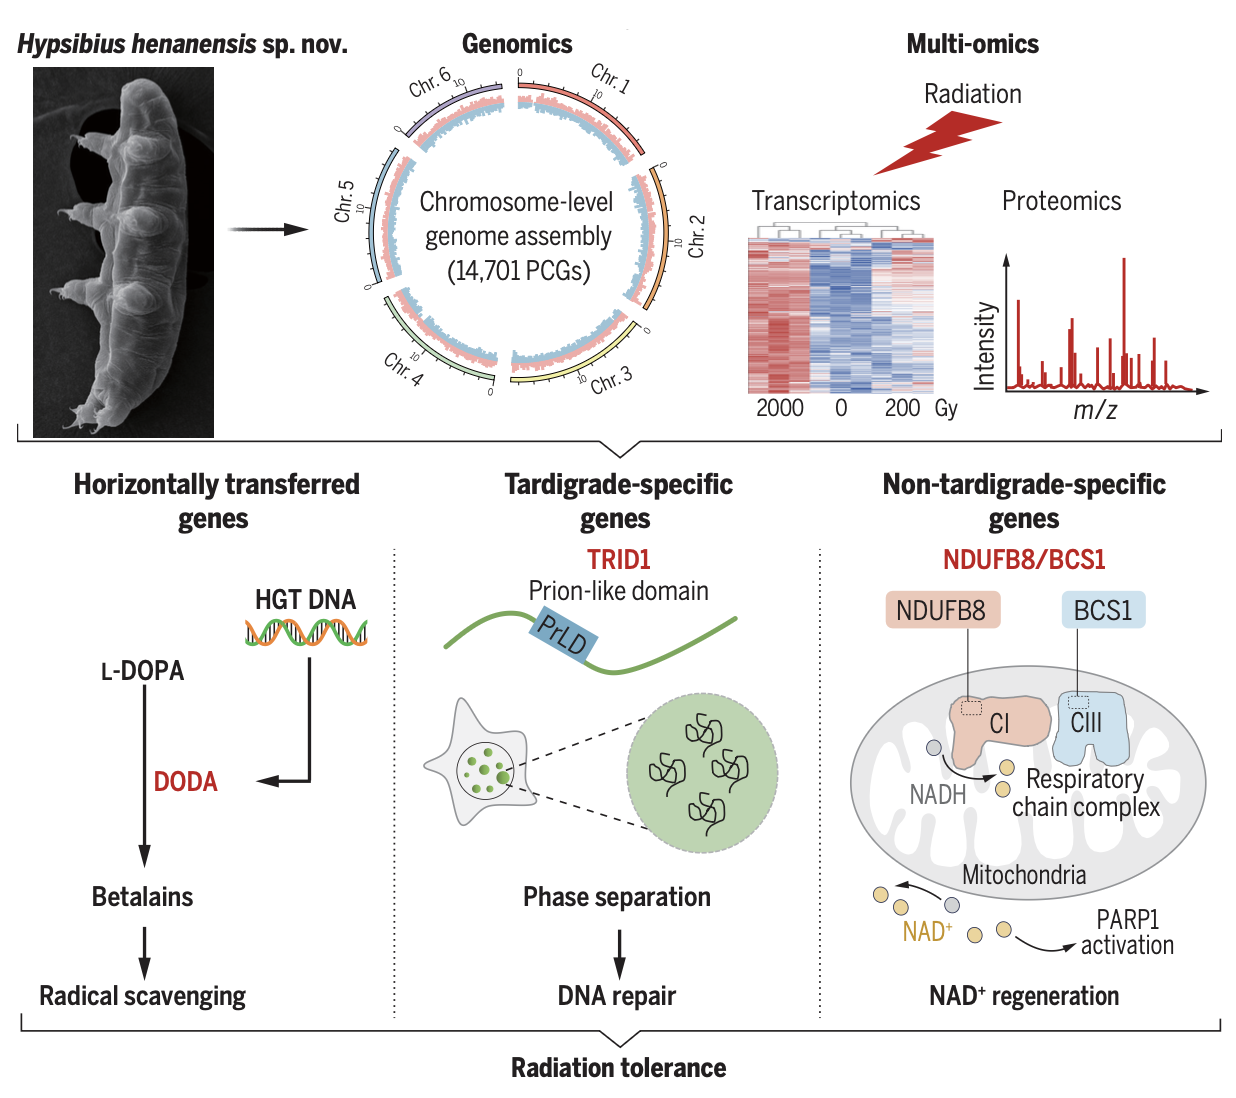 Hypsibius henanensis sp. nov.
Genomics
Multi-omics
Chr. 1
0
10
Chr. 2
0
10
Chr. 3
0
10
Chr. 4
0
10
Chr. 5
0
10
Chr. 6
0
10
Chromosome-level
genome assembly
(14,701 PCGs)
Radiation
Transcriptomics
2000 0 200 Gy
Proteomics
Intensity
m/z
Horizontally transferred
genes
HGT DNA
L-DOPA
DODA
Betalains
Radical scavenging
Tardigrade-specific
genes
TRID1
Prion-like domain
PrLD
Phase separation
DNA repair
Non-tardigrade-specific
genes
NDUFB8/BCS1
NDUFB8
BCS1
CI
CIII
NADH
Respiratory
chain complex
Mitochondria
NAD⁺
PARP1
activation
NAD⁺ regeneration
Radiation tolerance